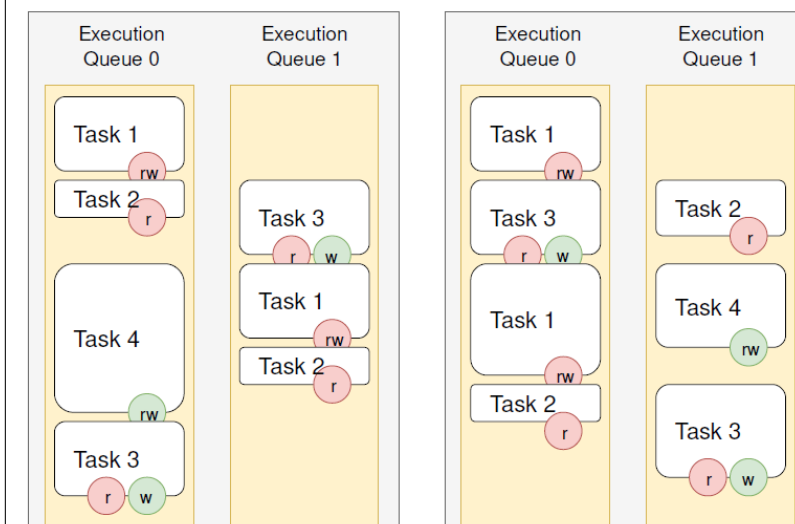 Execution
Queue 0
Execution
Queue 1
Task 1
rw
Task 2
r
Task 3
r
w
Task 4
rw
Task 1
rw
Task 2
r
Task 3
r
w
Execution
Queue 0
Execution
Queue 1
Task 1
rw
Task 3
r
w
Task 2
r
Task 1
rw
Task 4
rw
Task 2
r
Task 3
r
w